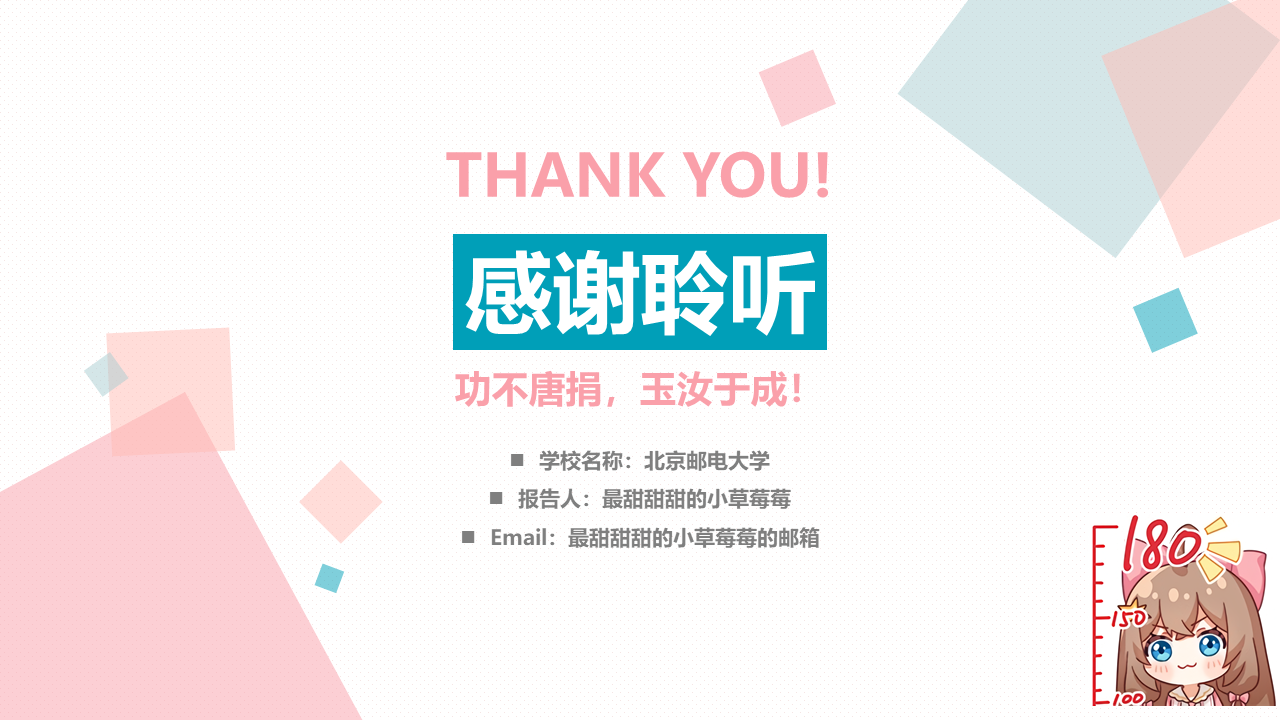 THANK YOU!
感谢聆听
功不唐捐，玉汝于成！
■ 学校名称：北京邮电大学
■ 报告人：最甜甜甜的小草莓莓
■ Email：最甜甜甜的小草莓莓的邮箱
180
150
100